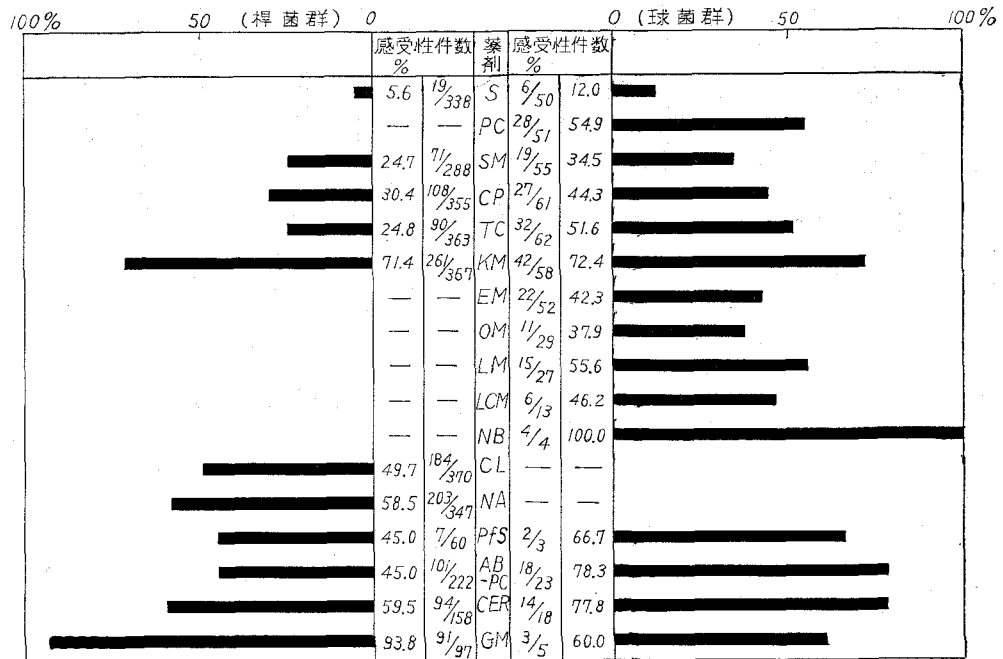 100% 50 (桿菌群) 0 0 (球菌群) 50 100%
感受性件数 薬剤 感受性件数
% %
5.6 19/338 S 6/50 12.0
— — PC 28/51 54.9
24.7 71/288 SM 19/55 34.5
30.4 108/355 CP 27/61 44.3
24.8 90/363 TC 32/62 51.6
71.4 261/367 KM 42/58 72.4
— — EM 22/52 42.3
— — OM 11/29 37.9
— — LM 15/27 55.6
— — LCM 6/13 46.2
— — NB 4/4 100.0
49.7 184/370 CL — —
58.5 203/347 NA — —
45.0 7/60 PfS 2/3 66.7
45.0 101/222 AB-PC 18/23 78.3
59.5 94/158 CER 14/18 77.8
93.8 91/97 GM 3/5 60.0